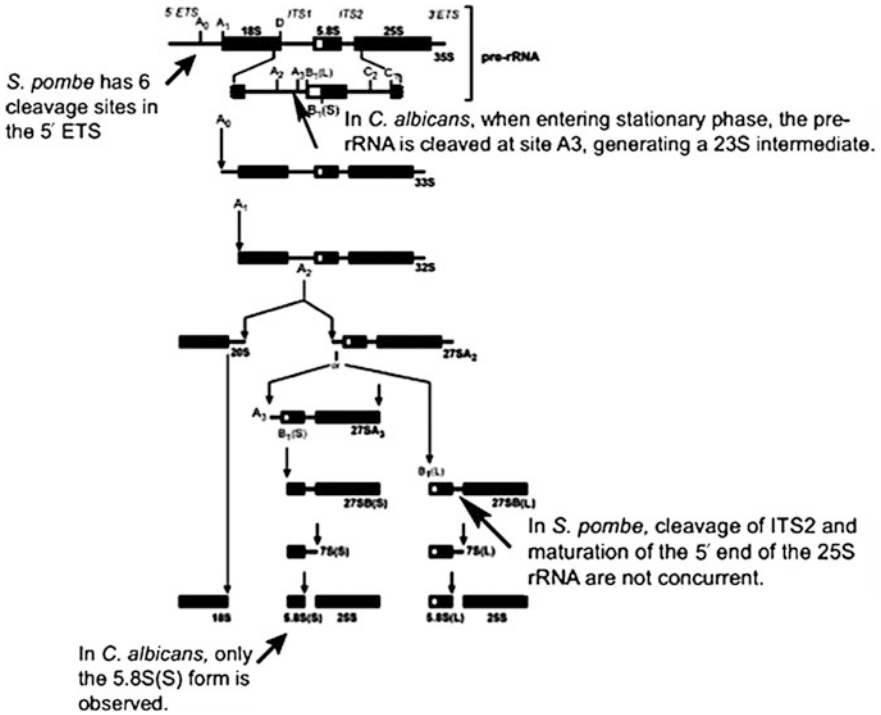 5′ ETS ITS1 ITS2 3′ETS
A₀ A₁ 18S D 5.8S 25S
35S
pre-rRNA
A₂ A₃ B₁(L) C₂
B₁(S)
S. pombe has 6
cleavage sites in
the 5′ ETS
In C. albicans, when entering stationary phase, the pre-
rRNA is cleaved at site A3, generating a 23S intermediate.
A₀
33S
A₁
32S
A₂
20S 27SA₂
or
A₃ B₁(S) 27SA₃
B₁(L)
27SB(S) 27SB(L)
In S. pombe, cleavage of ITS2 and
maturation of the 5′ end of the 25S
rRNA are not concurrent.
7S(S) 7S(L)
18S 5.8S(S) 25S 5.8S(L) 25S
In C. albicans, only
the 5.8S(S) form is
observed.